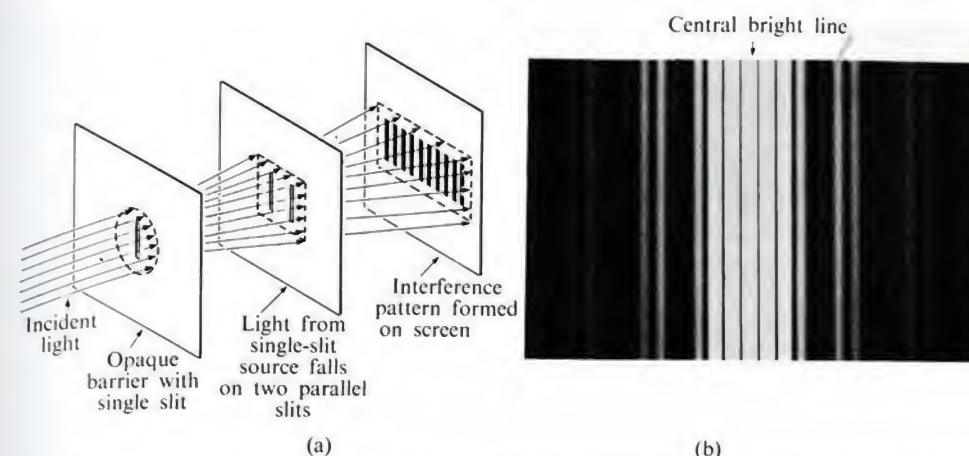 Central bright line
Incident
light
Opaque
barrier with
single slit
Light from
single-slit
source falls
on two parallel
slits
Interference
pattern formed
on screen
(a)
(b)